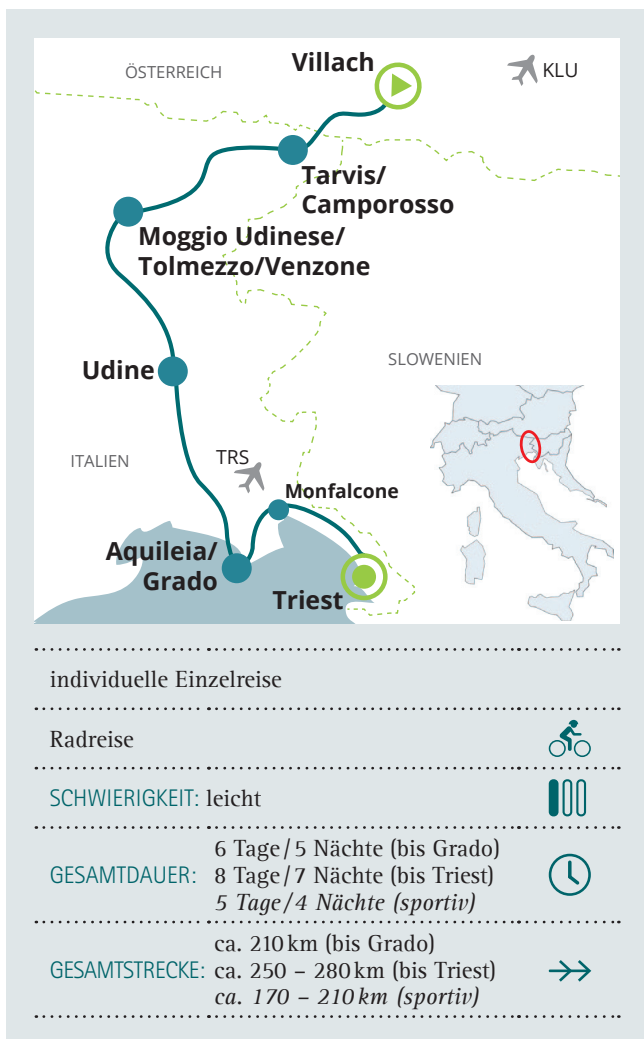 ÖSTERREICH
Villach
KLU
Tarvis/
Camporosso
Moggio Udinese/
Tolmezzo/Venzone
SLOWENIEN
Udine
ITALIEN
TRS
Monfalcone
Aquileia/
Grado
Triest
individuelle Einzelreise
Radreise
SCHWIERIGKEIT: leicht
GESAMTDAUER: 6 Tage/5 Nächte (bis Grado)
8 Tage/7 Nächte (bis Triest)
5 Tage/4 Nächte (sportiv)
GESAMTSTRECKE: ca. 210 km (bis Grado)
ca. 250 – 280 km (bis Triest)
ca. 170 – 210 km (sportiv)